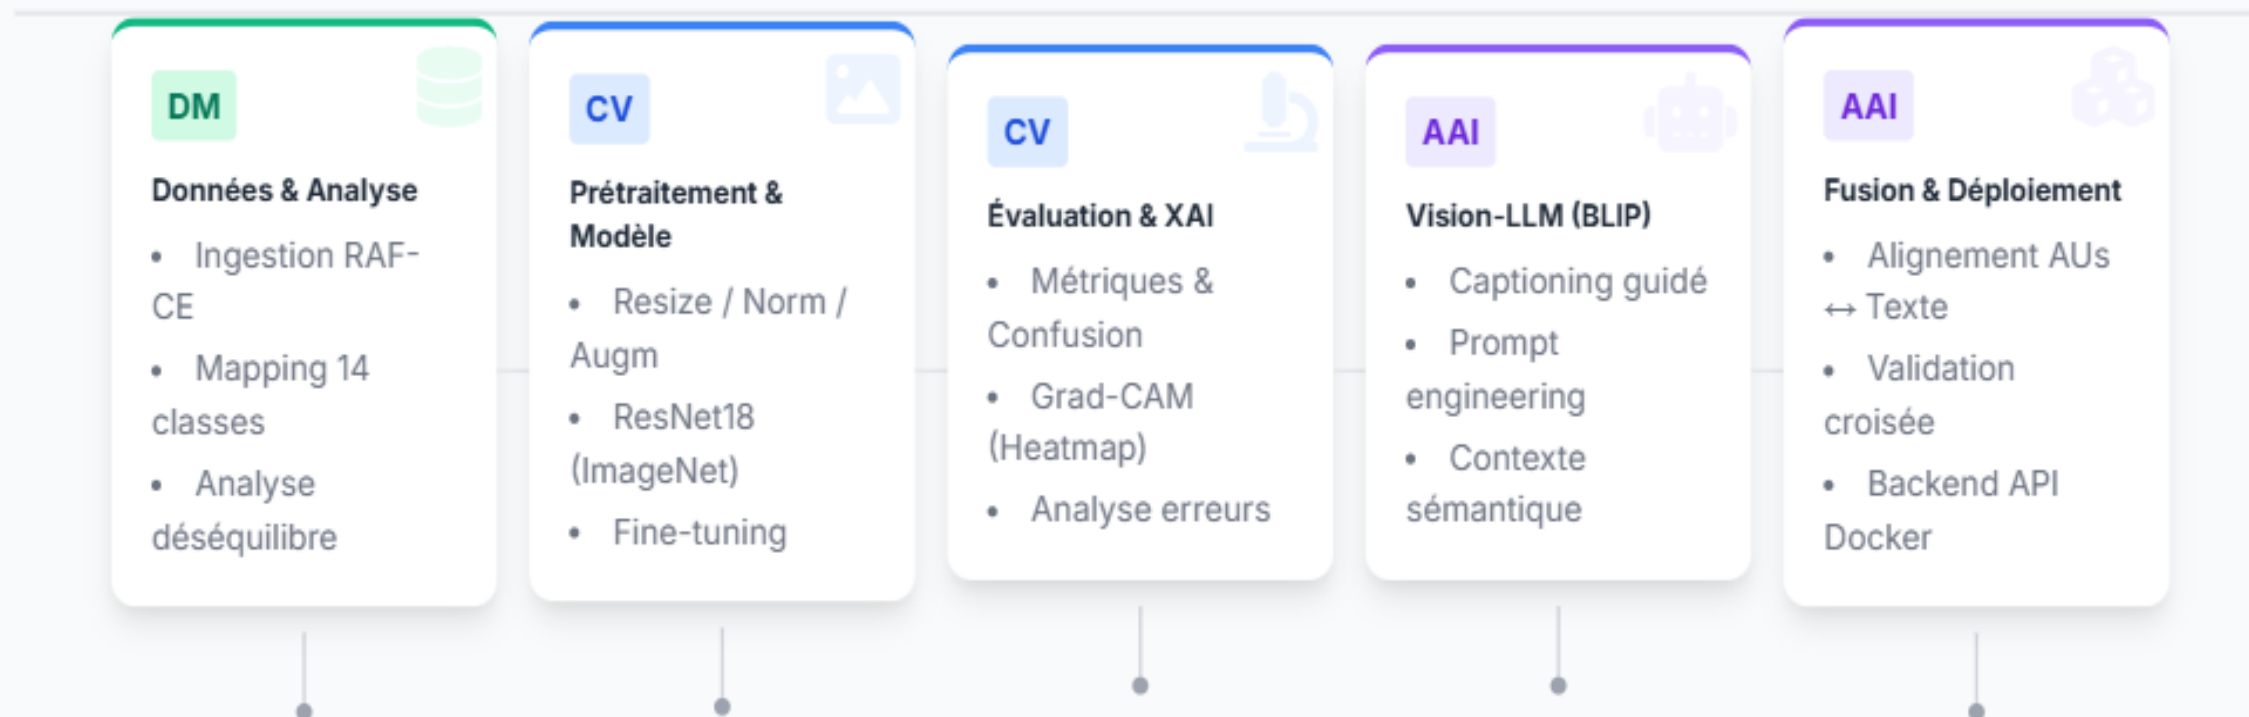 DM
Données & Analyse
• Ingestion RAF-
CE
• Mapping 14
classes
• Analyse
déséquilibre
CV
Prétraitement &
Modèle
• Resize / Norm /
Augm
• ResNet18
(ImageNet)
• Fine-tuning
CV
Évaluation & XAI
• Métriques &
Confusion
• Grad-CAM
(Heatmap)
• Analyse erreurs
AAI
Vision-LLM (BLIP)
• Captioning guidé
• Prompt
engineering
• Contexte
sémantique
AAI
Fusion & Déploiement
• Alignement AUs
↔ Texte
• Validation
croisée
• Backend API
Docker